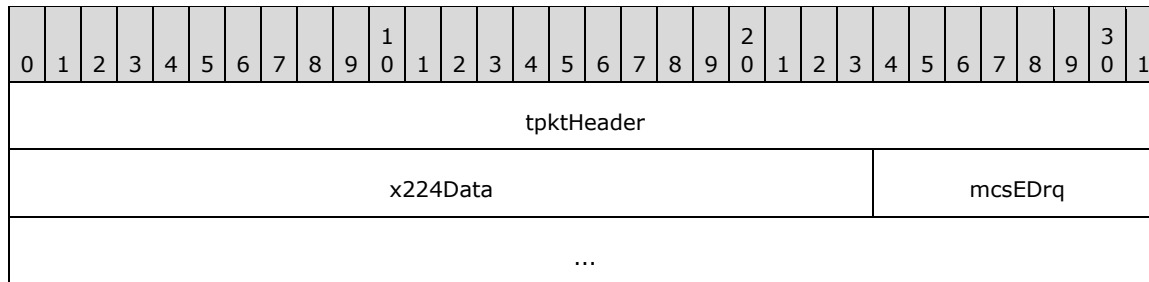 1 2 3
0 1 2 3 4 5 6 7 8 9 0 1 2 3 4 5 6 7 8 9 0 1 2 3 4 5 6 7 8 9 0 1
tpktHeader
x224Data mcsEDrq
...